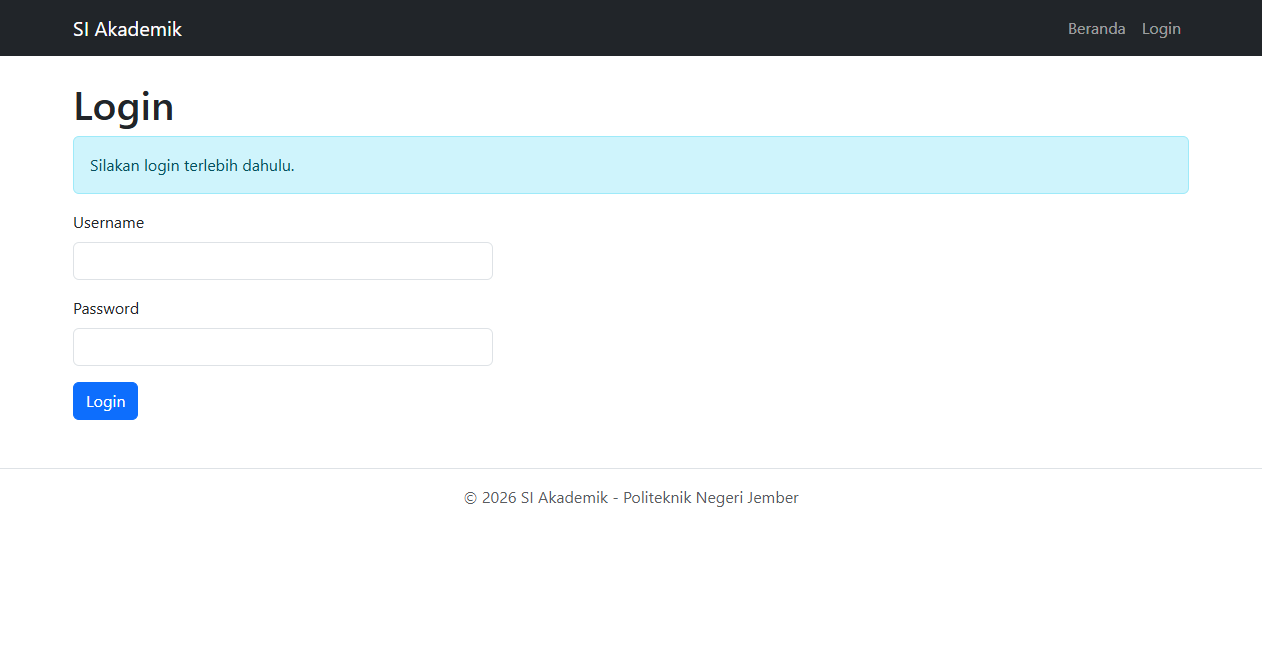 SI Akademik
Beranda Login
Login
Silakan login terlebih dahulu.
Username
Password
Login
© 2026 SI Akademik - Politeknik Negeri Jember